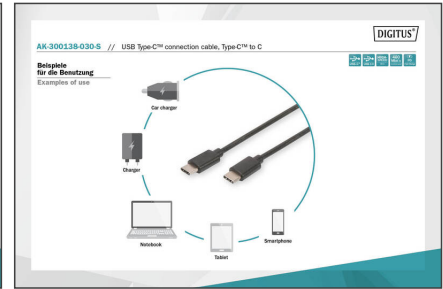 DIGITUS®
AK-300138-030-S // USB Type-C™ connection cable, Type-C™ to C
Beispiele
für die Benutzung
Examples of use
Car charger
Charger
Notebook
Tablet
Smartphone